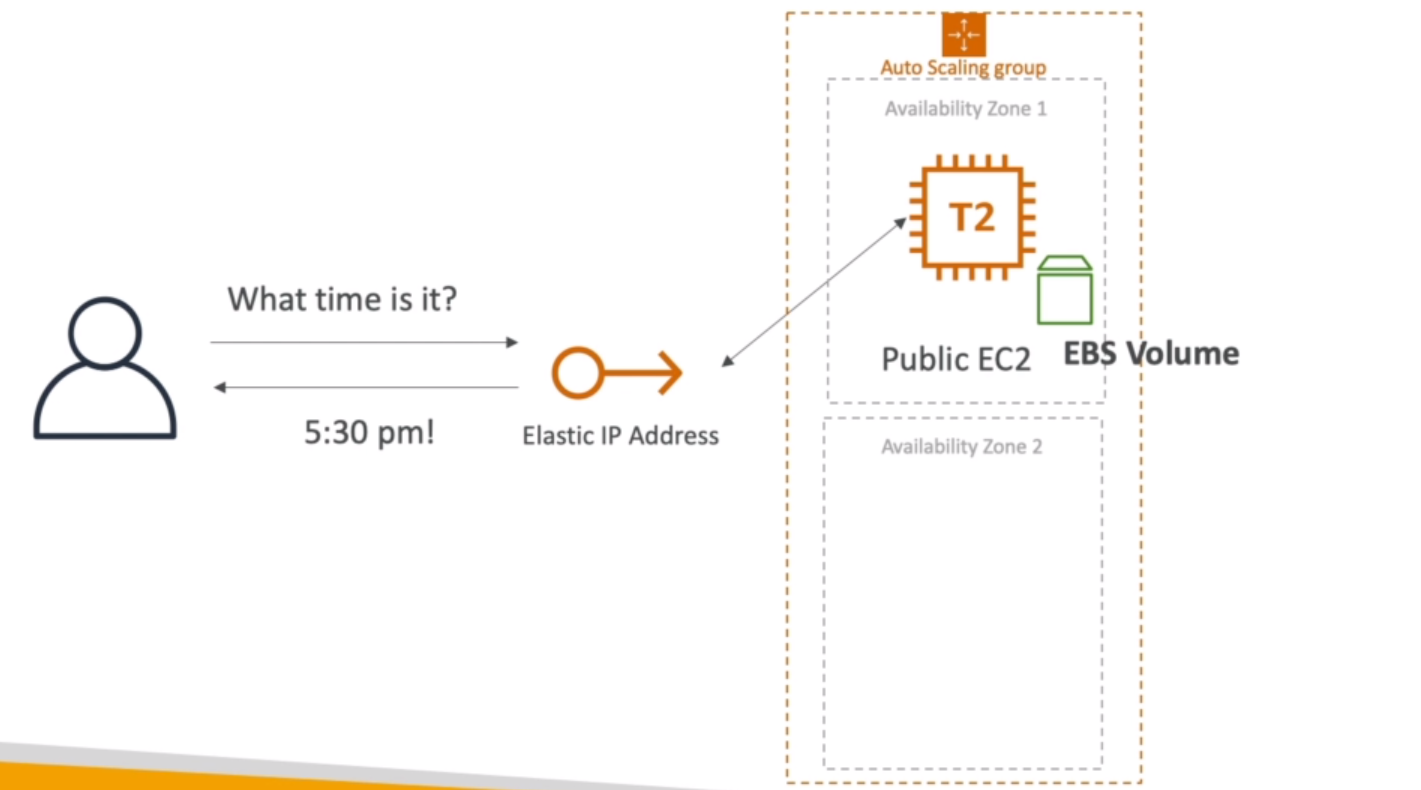 Auto Scaling group
Availability Zone 1
T2
What time is it?
Public EC2
EBS Volume
5:30 pm!
Elastic IP Address
Availability Zone 2